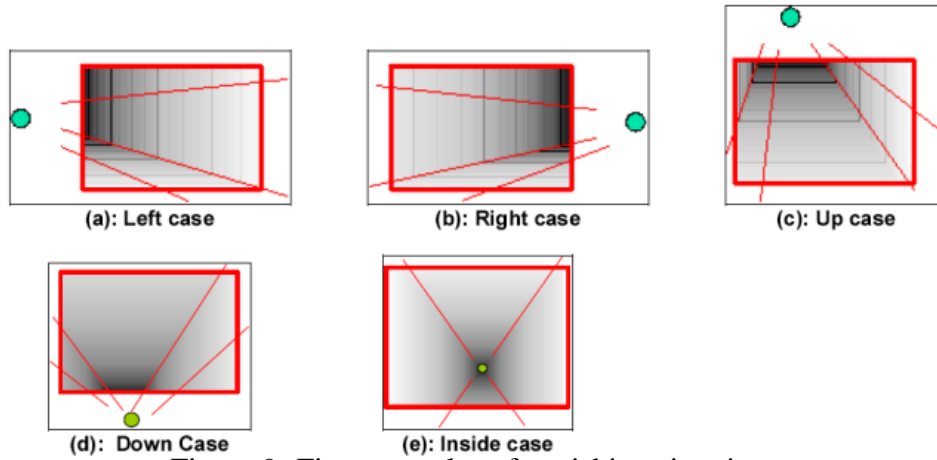 (a): Left case
(b): Right case
(c): Up case
(d): Down Case
(e): Inside case